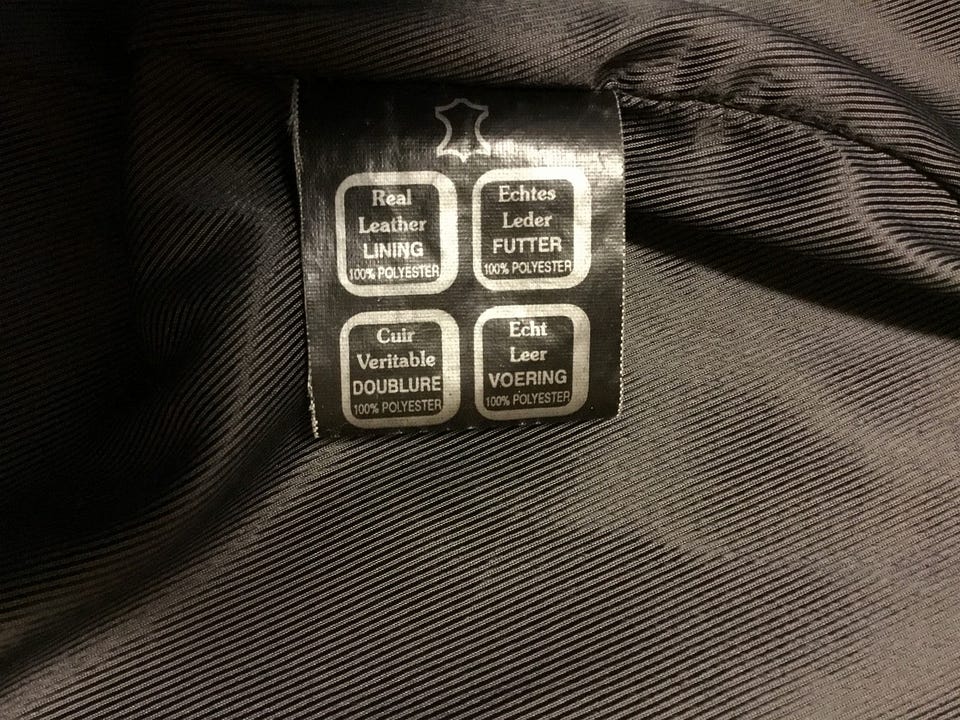 Real
Leather
LINING
100% POLYESTER
Echtes
Leder
FUTTER
100% POLYESTER
Cuir
Veritable
DOUBLURE
100% POLYESTER
Echt
Leer
VOERING
100% POLYESTER